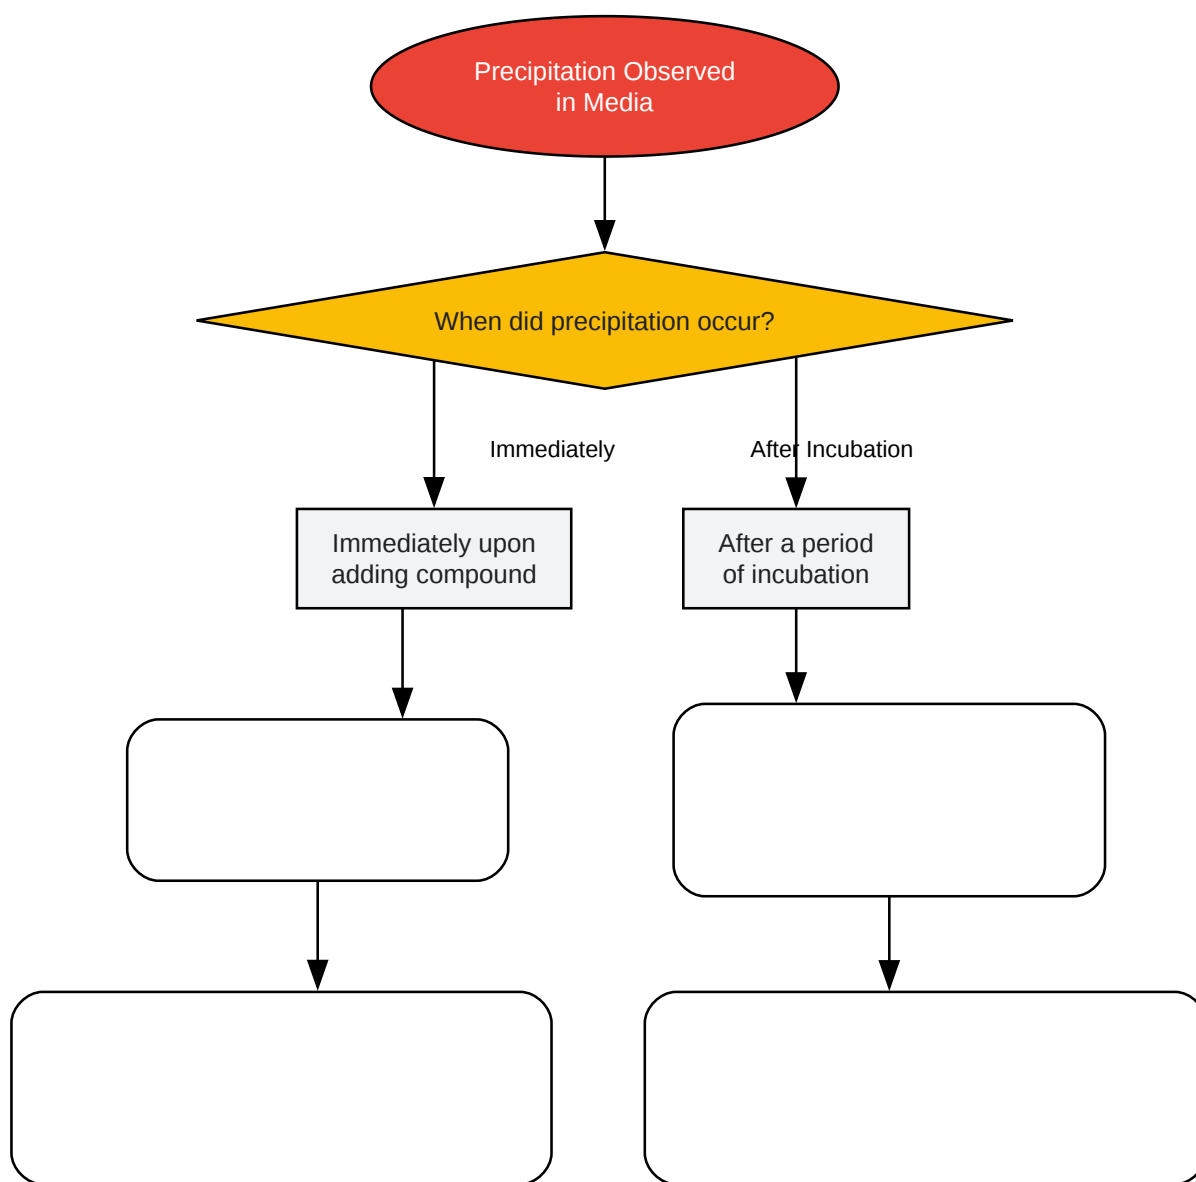 Precipitation Observed
in Media
When did precipitation occur?
Immediately
After Incubation
Immediately upon
adding compound
After a period
of incubation